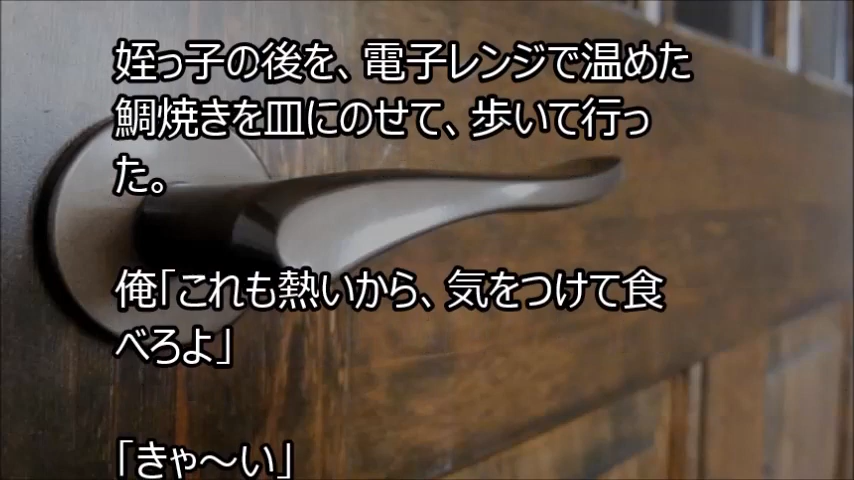 姪っ子の後を、電子レンジで温めた
鯛焼きを皿にのせて、歩いて行っ
た。
俺「これも熱いから、気をつけて食
べろよ」
「きゃ～い」